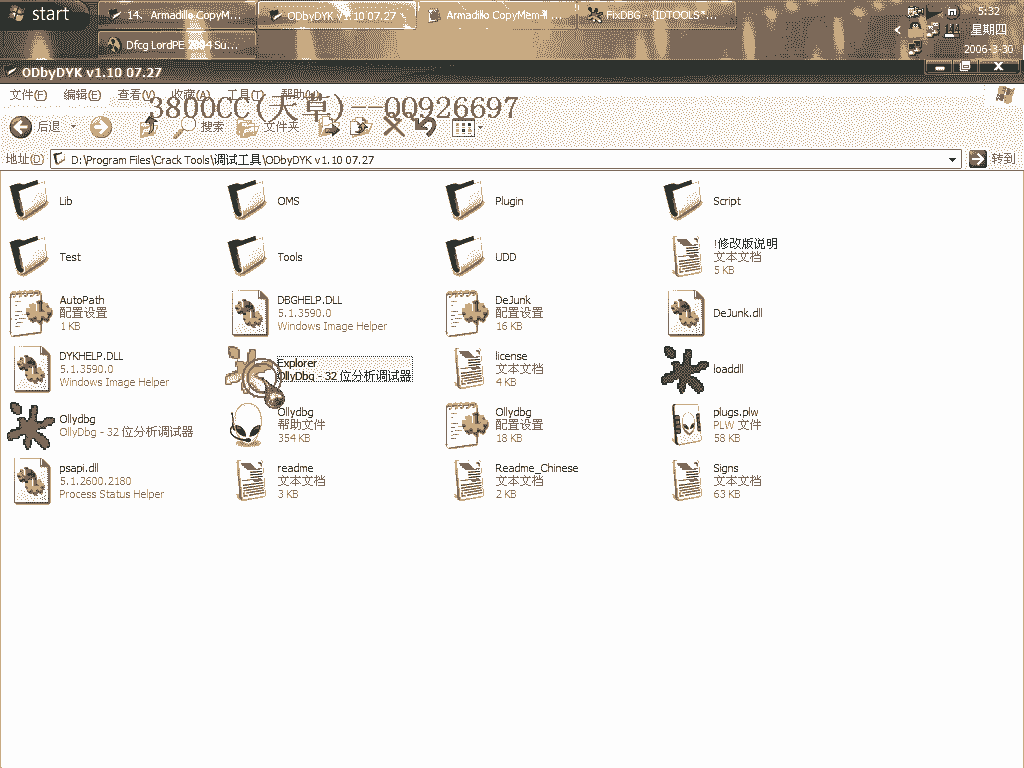 start
14. Armadillo CopyM...
ODbyDYK v1.10 07.27
Armadillo CopyMem-II ...
FixDBG - (IDTOOLS*...
5:32
Dfcg LordPE 2004 Su...
星期四
2006-3-30
ODbyDYK v1.10 07.27
文件(F) 编辑(E) 查看(V) 收藏(A) 工具(T) 帮助(H)
3800CC(天草)--QQ926697
后退 搜索 文件夹
地址(D) D:\Program Files\Crack Tools\调试工具\ODbyDYK v1.10 07.27 转到
Lib
OMS
Plugin
Script
Test
Tools
UDD
!修改版说明
文本文档
5 KB
AutoPath
配置设置
1 KB
DBGHELP.DLL
5.1.3590.0
Windows Image Helper
DeJunk
配置设置
16 KB
DeJunk.dll
DYKHELP.DLL
5.1.3590.0
Windows Image Helper
Explorer
OllyDbg - 32 位分析调试器
license
文本文档
4 KB
loaddll
Ollydbg
OllyDbg - 32 位分析调试器
Ollydbg
帮助文件
354 KB
Ollydbg
配置设置
18 KB
plugs.plw
PLW 文件
58 KB
psapi.dll
5.1.2600.2180
Process Status Helper
readme
文本文档
3 KB
Readme_Chinese
文本文档
2 KB
Signs
文本文档
63 KB